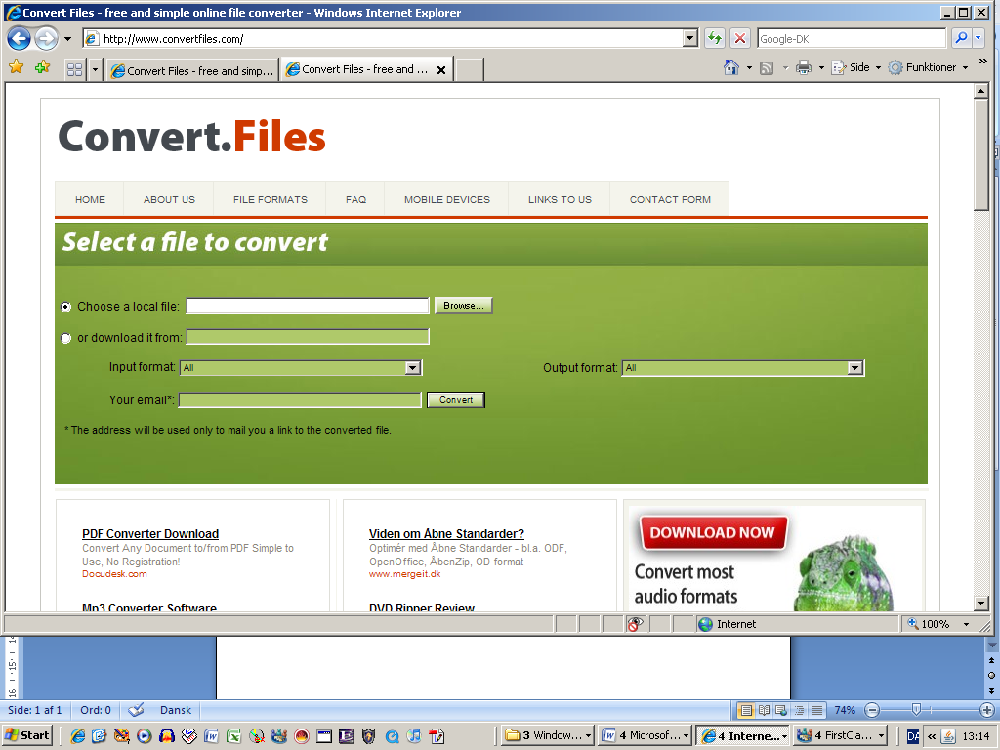 Convert Files - free and simple online file converter - Windows Internet Explorer
http://www.convertfiles.com/
Google-DK
Convert Files - free and simp...
Convert Files - free and ...
Side
Funktioner
»
Convert.Files
HOME
ABOUT US
FILE FORMATS
FAQ
MOBILE DEVICES
LINKS TO US
CONTACT FORM
Select a file to convert
Choose a local file:
Browse...
or download it from:
Input format: All
Output format: All
Your email*:
Convert
* The address will be used only to mail you a link to the converted file.
PDF Converter Download
Convert Any Document to/from PDF Simple to
Use, No Registration!
Docudesk.com
Mp3 Converter Software
Viden om Åbne Standarder?
Optimér med Åbne Standarder - bl.a. ODF,
OpenOffice, ÅbenZip, OD format
www.mergeit.dk
DVD Ripper Review
DOWNLOAD NOW
Convert most
audio formats
Internet
100%
Side: 1 af 1
Ord: 0
Dansk
74%
Start
3 Window...
4 Microsof...
4 Interne...
4 FirstCla...
DA
«
13:14